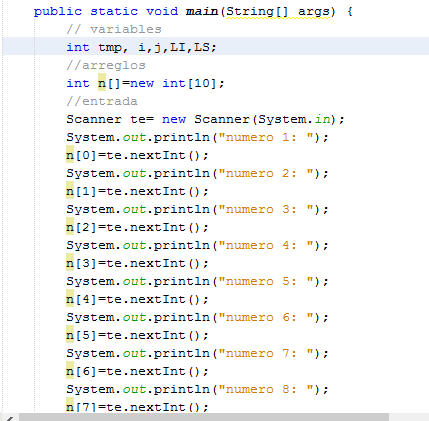 public static void main(String[] args) {
// variables
int tmp, i,j,LI,LS;
//arreglos
int n[]=new int[10];
//entrada
Scanner te= new Scanner(System.in);
System.out.println("numero 1: ");
n[0]=te.nextInt();
System.out.println("numero 2: ");
n[1]=te.nextInt();
System.out.println("numero 3: ");
n[2]=te.nextInt();
System.out.println("numero 4: ");
n[3]=te.nextInt();
System.out.println("numero 5: ");
n[4]=te.nextInt();
System.out.println("numero 6: ");
n[5]=te.nextInt();
System.out.println("numero 7: ");
n[6]=te.nextInt();
System.out.println("numero 8: ");
n[7]=te.nextInt();